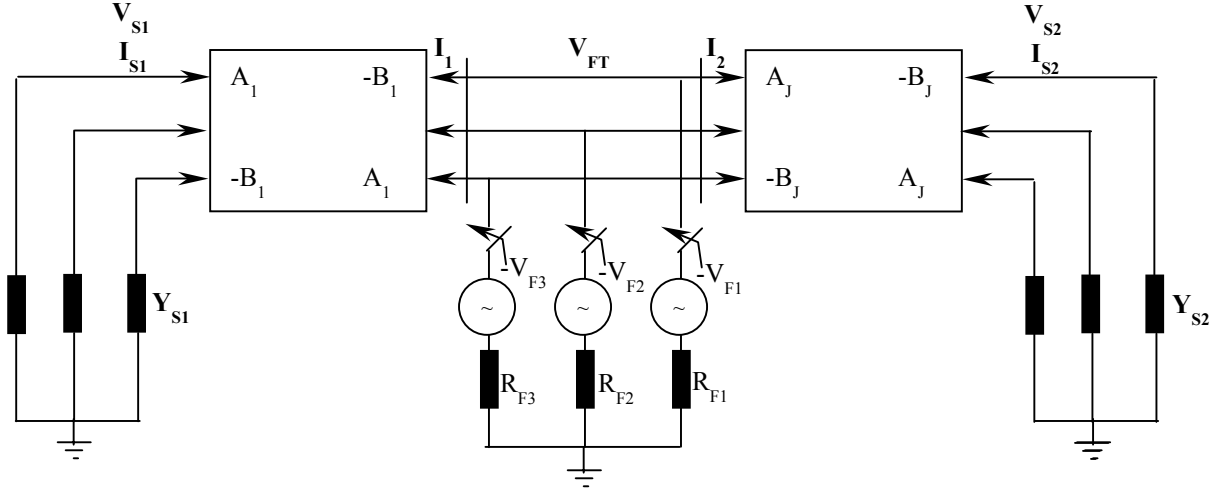 V_S1
V_S2
I_S1
I_1
V_FT
I_2
I_S2
A_1
-B_1
A_J
-B_J
-B_1
A_1
-B_J
A_J
-V_F3
-V_F2
-V_F1
~
~
~
Y_S1
Y_S2
R_F3
R_F2
R_F1